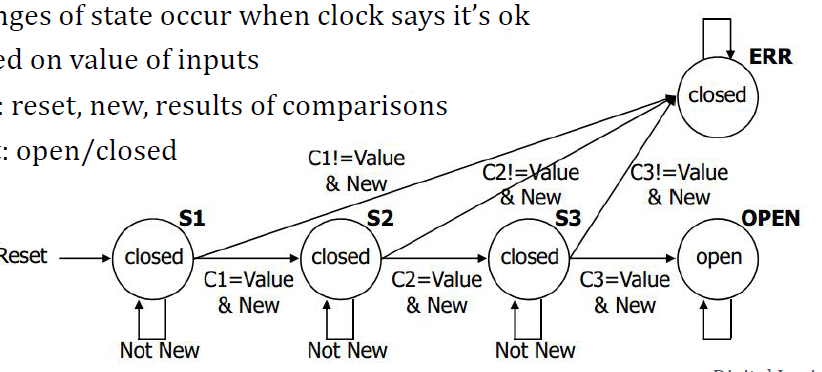 nges of state occur when clock says it's ok
ed on value of inputs
: reset, new, results of comparisons
: open/closed
ERR
closed
C1!=Value
& New
C2!=Value
& New
C3!=Value
& New
S1
S2
S3
OPEN
Reset
closed
closed
closed
open
C1=Value
& New
C2=Value
& New
C3=Value
& New
Not New
Not New
Not New